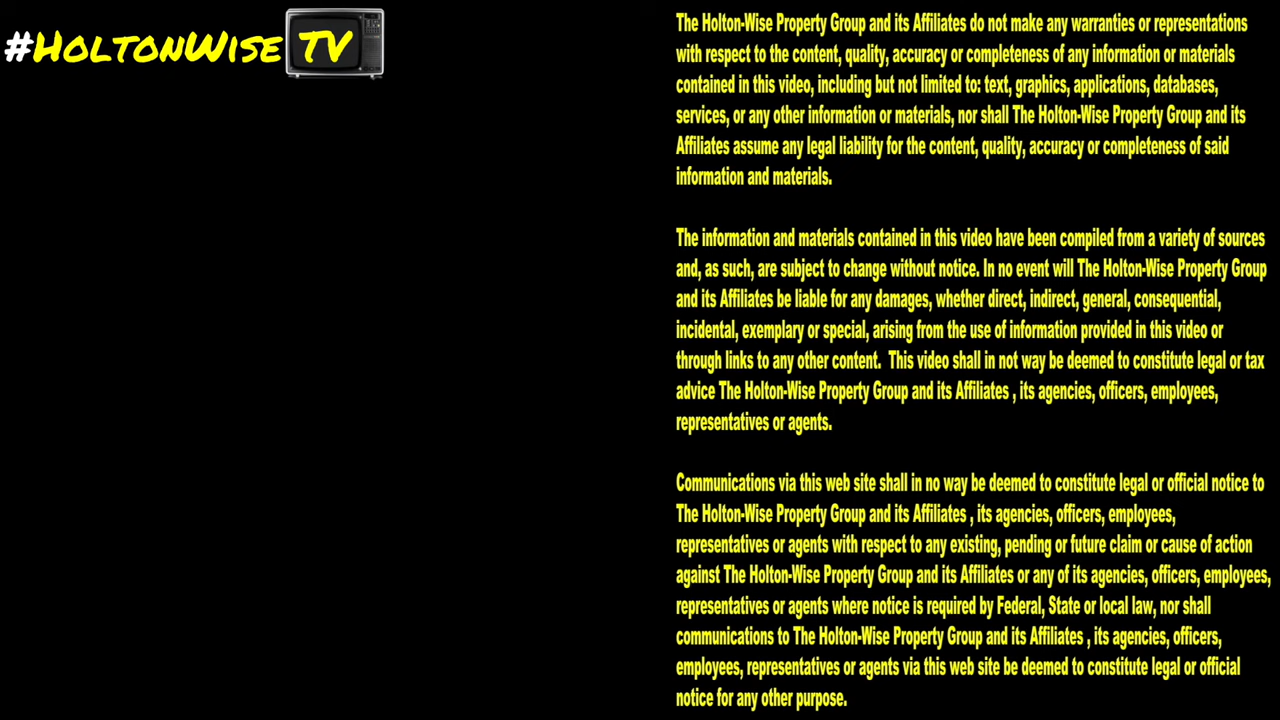 #HOLTONWISE TV
The Holton-Wise Property Group and its Affiliates do not make any warranties or representations
with respect to the content, quality, accuracy or completeness of any information or materials
contained in this video, including but not limited to: text, graphics, applications, databases,
services, or any other information or materials, nor shall The Holton-Wise Property Group and its
Affiliates assume any legal liability for the content, quality, accuracy or completeness of said
information and materials.
The information and materials contained in this video have been compiled from a variety of sources
and, as such, are subject to change without notice. In no event will The Holton-Wise Property Group
and its Affiliates be liable for any damages, whether direct, indirect, general, consequential,
incidental, exemplary or special, arising from the use of information provided in this video or
through links to any other content.  This video shall in not way be deemed to constitute legal or tax
advice The Holton-Wise Property Group and its Affiliates , its agencies, officers, employees,
representatives or agents.
Communications via this web site shall in no way be deemed to constitute legal or official notice to
The Holton-Wise Property Group and its Affiliates , its agencies, officers, employees,
representatives or agents with respect to any existing, pending or future claim or cause of action
against The Holton-Wise Property Group and its Affiliates or any of its agencies, officers, employees,
representatives or agents where notice is required by Federal, State or local law, nor shall
communications to The Holton-Wise Property Group and its Affiliates , its agencies, officers,
employees, representatives or agents via this web site be deemed to constitute legal or official
notice for any other purpose.